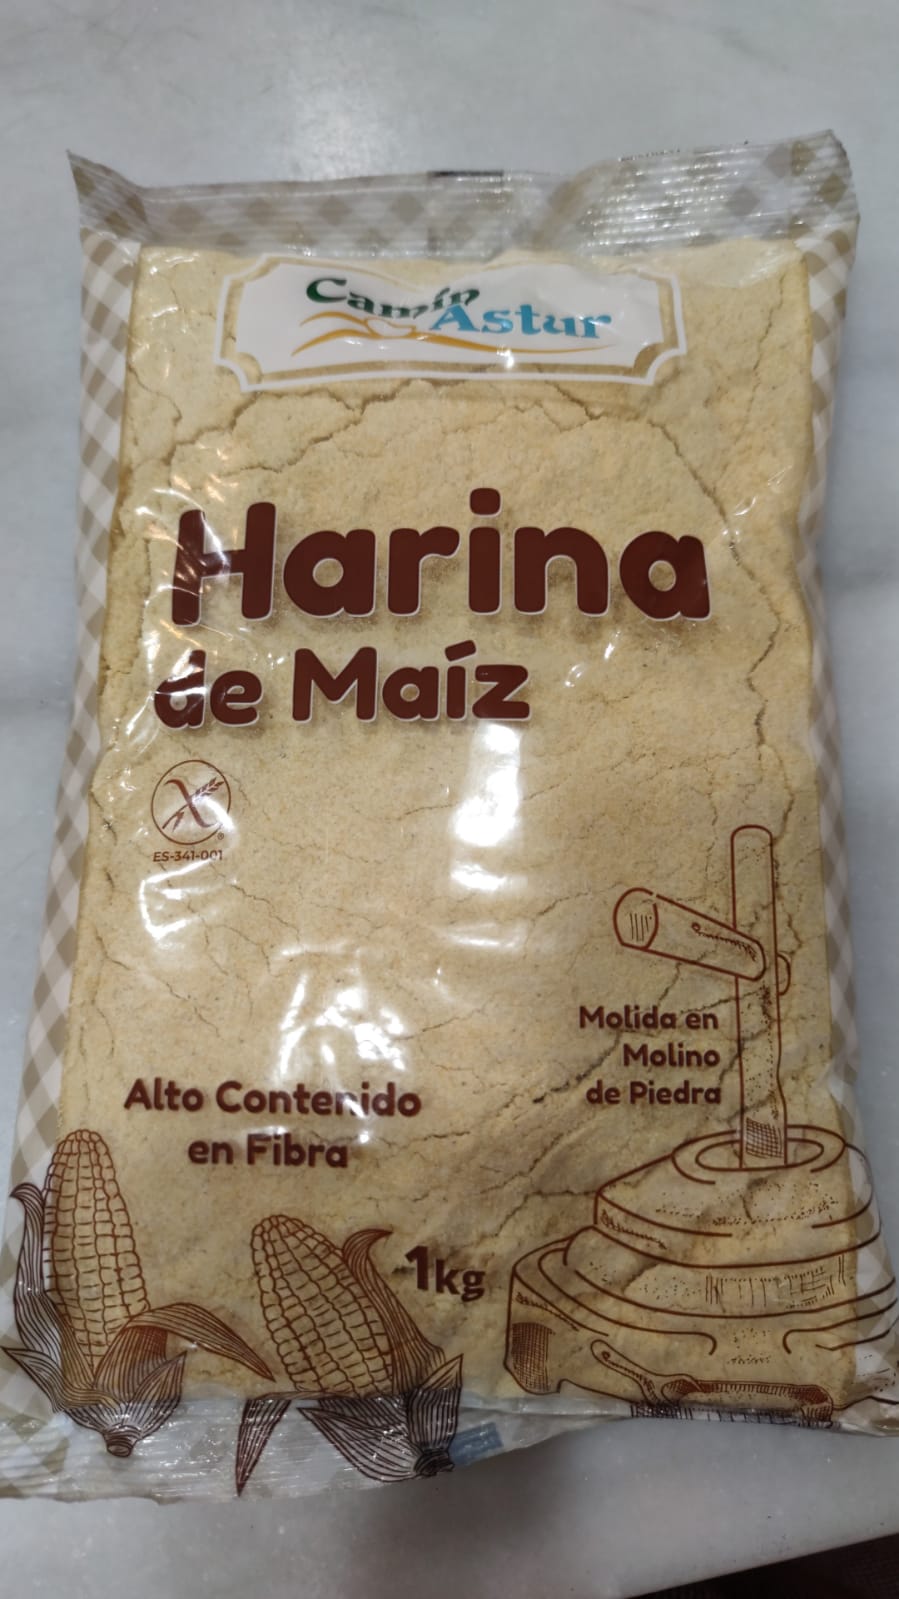 Camín
Astur
Harina
de Maíz
®
ES-341-001
Molida en
Molino
de Piedra
Alto Contenido
en Fibra
1kg